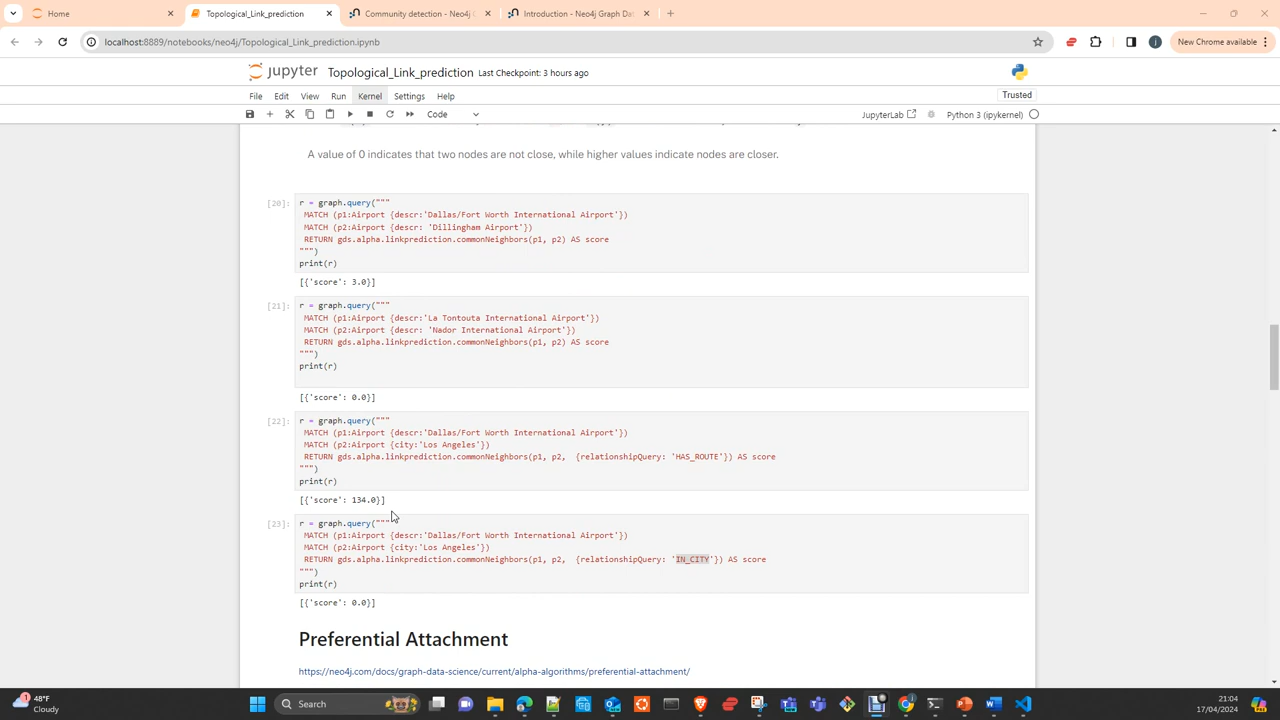 Home
Topological_Link_prediction
Community detection - Neo4j
Introduction - Neo4j Graph Dat
localhost:8889/notebooks/neo4j/Topological_Link_prediction.ipynb
New Chrome available
jupyter Topological_Link_prediction Last Checkpoint: 3 hours ago
File Edit View Run Kernel Settings Help
Trusted
Code
JupyterLab Python 3 (ipykernel)
A value of 0 indicates that two nodes are not close, while higher values indicate nodes are closer.
[20]: r = graph.query("""
MATCH (p1:Airport {descr:'Dallas/Fort Worth International Airport'})
MATCH (p2:Airport {descr: 'Dillingham Airport'})
RETURN gds.alpha.linkprediction.commonNeighbors(p1, p2) AS score
""")
print(r)
[{'score': 3.0}]
[21]: r = graph.query("""
MATCH (p1:Airport {descr:'La Tontouta International Airport'})
MATCH (p2:Airport {descr: 'Nador International Airport'})
RETURN gds.alpha.linkprediction.commonNeighbors(p1, p2) AS score
""")
print(r)
[{'score': 0.0}]
[22]: r = graph.query("""
MATCH (p1:Airport {descr:'Dallas/Fort Worth International Airport'})
MATCH (p2:Airport {city:'Los Angeles'})
RETURN gds.alpha.linkprediction.commonNeighbors(p1, p2,  {relationshipQuery: 'HAS_ROUTE'}) AS score
""")
print(r)
[{'score': 134.0}]
[23]: r = graph.query("""
MATCH (p1:Airport {descr:'Dallas/Fort Worth International Airport'})
MATCH (p2:Airport {city:'Los Angeles'})
RETURN gds.alpha.linkprediction.commonNeighbors(p1, p2,  {relationshipQuery: 'IN_CITY'}) AS score
""")
print(r)
[{'score': 0.0}]
Preferential Attachment
https://neo4j.com/docs/graph-data-science/current/alpha-algorithms/preferential-attachment/
48°F
Cloudy
Search
21:04
17/04/2024